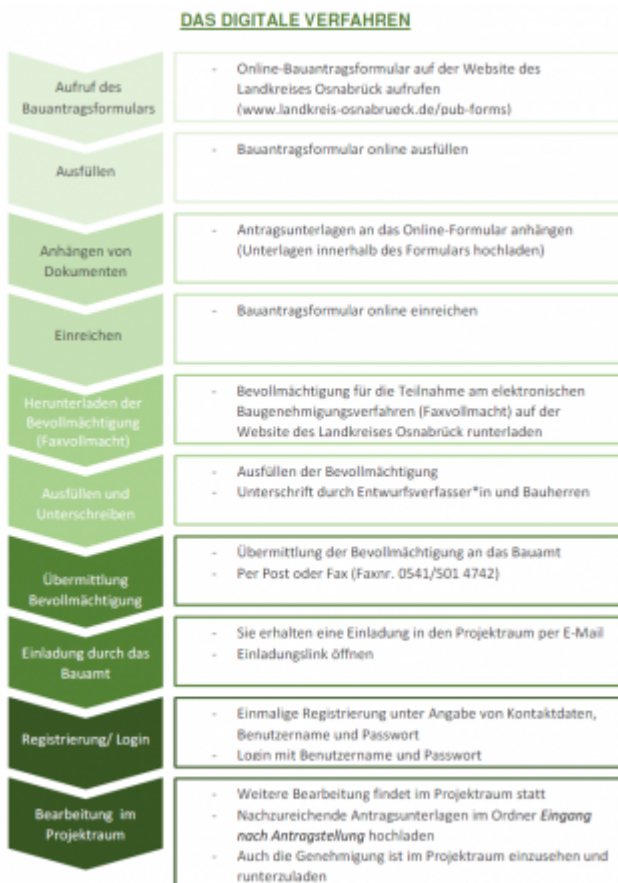 DAS DIGITALE VERFAHREN
Aufruf des
Bauantragsformulars
- Online-Bauantragsformular auf der Website des
Landkreises Osnabrück aufrufen
(www.landkreis-osnabrueck.de/pub-forms)
Ausfüllen
- Bauantragsformular online ausfüllen
Anhängen von
Dokumenten
- Antragsunterlagen an das Online-Formular anhängen
(Unterlagen innerhalb des Formulars hochladen)
Einreichen
- Bauantragsformular online einreichen
Herunterladen der
Bevollmächtigung
(Faxvollmacht)
- Bevollmächtigung für die Teilnahme am elektronischen
Baugenehmigungsverfahren (Faxvollmacht) auf der
Website des Landkreises Osnabrück runterladen
Ausfüllen und
Unterschreiben
- Ausfüllen der Bevollmächtigung
- Unterschrift durch Entwurfsverfasser*in und Bauherren
Übermittlung
Bevollmächtigung
- Übermittlung der Bevollmächtigung an das Bauamt
- Per Post oder Fax (Faxnr. 0541/501 4742)
Einladung durch das
Bauamt
- Sie erhalten eine Einladung in den Projektraum per E-Mail
- Einladungslink öffnen
Registrierung/ Login
- Einmalige Registrierung unter Angabe von Kontaktdaten,
Benutzername und Passwort
- Login mit Benutzername und Passwort
Bearbeitung im
Projektraum
- Weitere Bearbeitung findet im Projektraum statt
- Nachzureichende Antragsunterlagen im Ordner Eingang
nach Antragstellung hochladen
- Auch die Genehmigung ist im Projektraum einzusehen und
runterzuladen